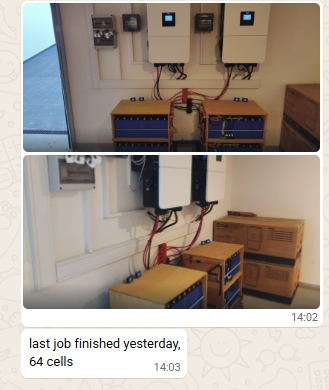 14:02
last job finished yesterday,
64 cells
14:03